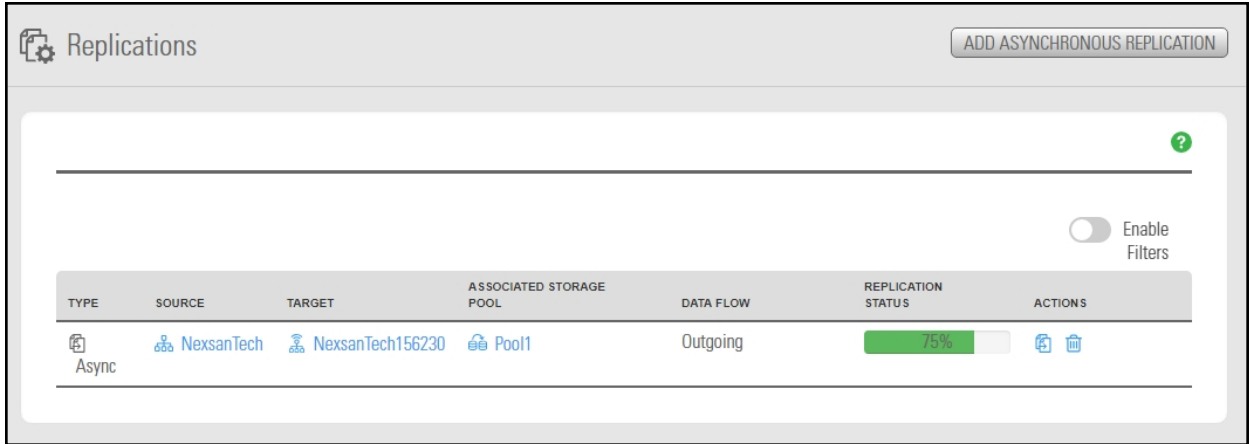 Replications
ADD ASYNCHRONOUS REPLICATION
?
Enable
Filters
TYPE SOURCE TARGET ASSOCIATED STORAGE POOL DATA FLOW REPLICATION STATUS ACTIONS
Async NexsanTech NexsanTech156230 Pool1 Outgoing 75%